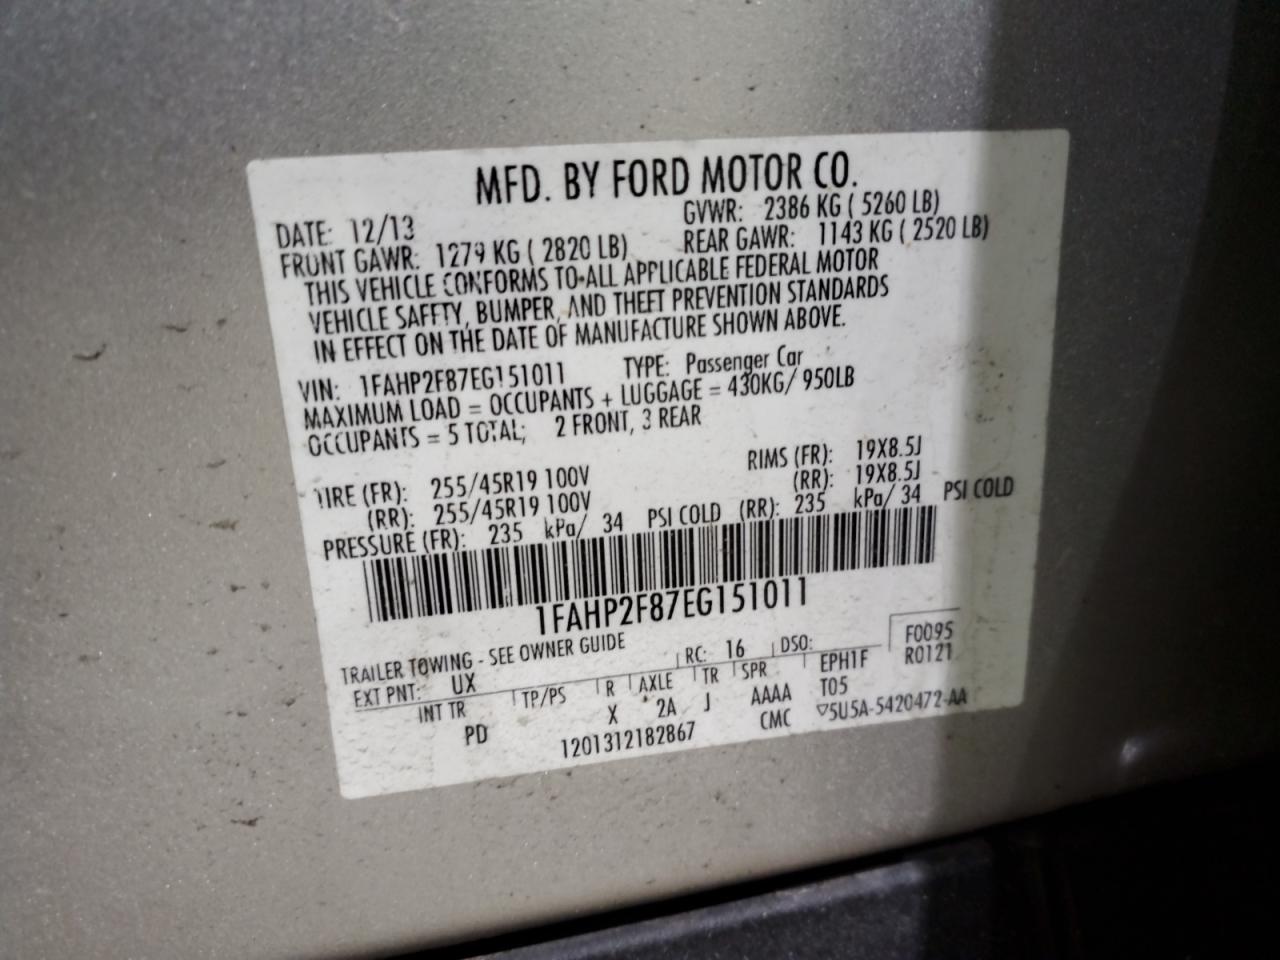 MFD. BY FORD MOTOR CO.
DATE: 12/13 GVWR: 2386 KG ( 5260 LB)
FRONT GAWR: 1279 KG ( 2820 LB) REAR GAWR: 1143 KG ( 2520 LB)
THIS VEHICLE CONFORMS TO ALL APPLICABLE FEDERAL MOTOR
VEHICLE SAFETY, BUMPER, AND THEFT PREVENTION STANDARDS
IN EFFECT ON THE DATE OF MANUFACTURE SHOWN ABOVE.
VIN: 1FAHP2F87EG151011 TYPE: Passenger Car
MAXIMUM LOAD = OCCUPANTS + LUGGAGE = 430KG/ 950LB
OCCUPANTS = 5 TOTAL; 2 FRONT, 3 REAR
TIRE (FR): 255/45R19 100V RIMS (FR): 19X8.5J
(RR): 255/45R19 100V (RR): 19X8.5J
PRESSURE (FR): 235 kPa/ 34 PSI COLD (RR): 235 kPa/ 34 PSI COLD
1FAHP2F87EG151011
TRAILER TOWING - SEE OWNER GUIDE
EXT PNT: UX RC: 16 DSO: F0095
R0121
INT TR TP/PS R AXLE TR SPR EPH1F
PD X 2A J AAAA T05
1201312182867 CMC ▽5U5A-5420472-AA